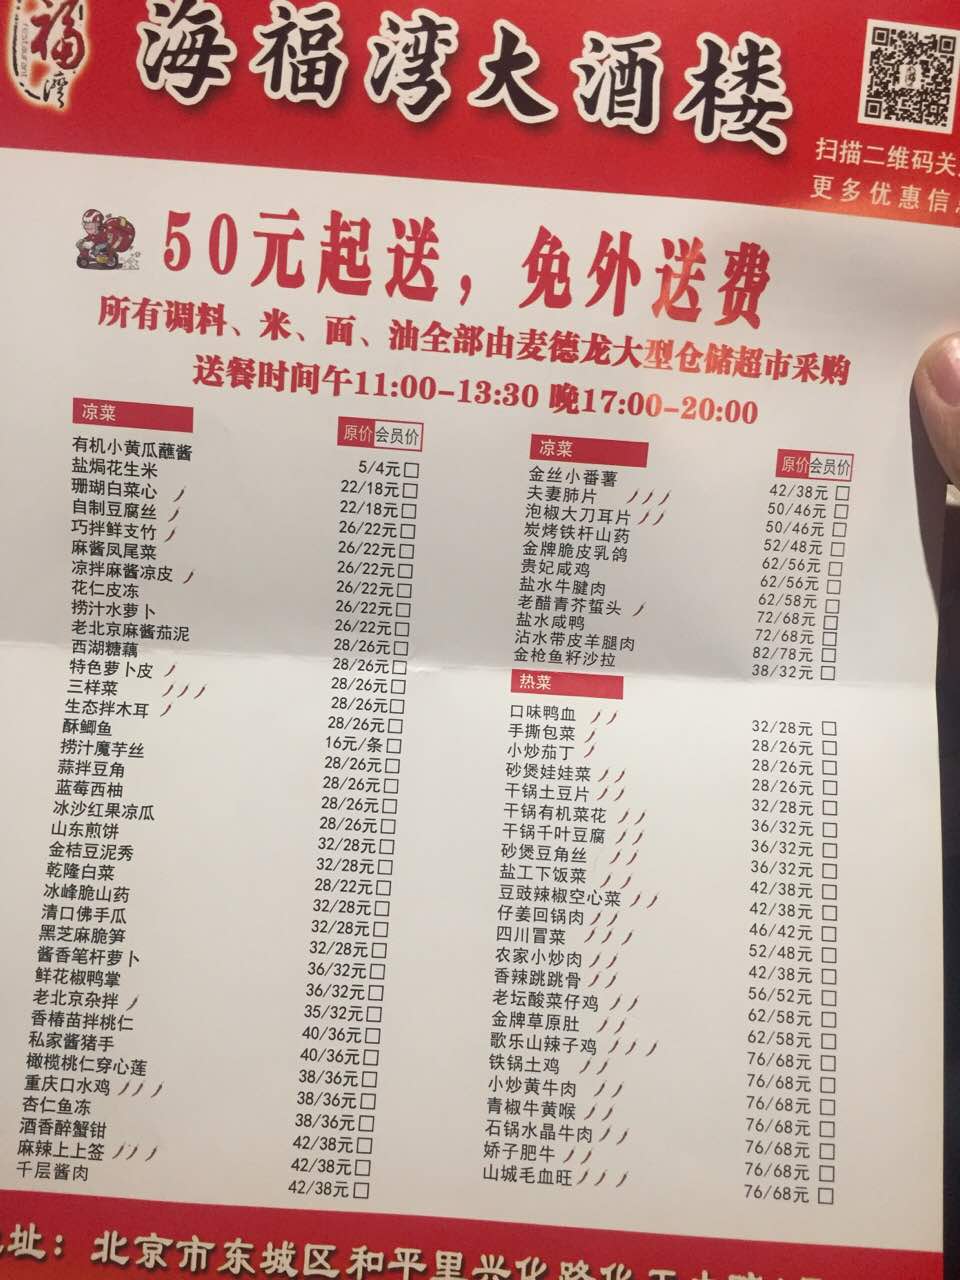 福
湾
restaurant
海福湾大酒楼
扫描二维码关
更多优惠信
50元起送，免外送费
所有调料、米、面、油全部由麦德龙大型仓储超市采购
送餐时间午11:00-13:30 晚17:00-20:00
凉菜 原价 会员价
有机小黄瓜蘸酱 5/4元
盐焗花生米 22/18元
珊瑚白菜心 22/18元
自制豆腐丝 26/22元
巧拌鲜支竹 26/22元
麻酱凤尾菜 26/22元
凉拌麻酱凉皮 26/22元
花仁皮冻 26/22元
捞汁水萝卜 26/22元
老北京麻酱茄泥 28/26元
西湖糖藕 28/26元
特色萝卜皮 28/26元
三样菜 28/26元
生态拌木耳 28/26元
酥鲫鱼 16元/条
捞汁魔芋丝 28/26元
蒜拌豆角 28/26元
蓝莓西柚 28/26元
冰沙红果凉瓜 28/26元
山东煎饼 32/28元
金桔豆泥秀 32/28元
乾隆白菜 28/22元
冰峰脆山药 32/28元
清口佛手瓜 32/28元
黑芝麻脆笋 32/28元
酱香笔杆萝卜 36/32元
鲜花椒鸭掌 36/32元
老北京杂拌 35/32元
香椿苗拌桃仁 40/36元
私家酱猪手 40/36元
橄榄桃仁穿心莲 38/36元
重庆口水鸡 38/36元
杏仁鱼冻 38/36元
酒香醉蟹钳 42/38元
麻辣上上签 42/38元
千层酱肉 42/38元
凉菜 原价 会员价
金丝小番薯 42/38元
夫妻肺片 50/46元
泡椒大刀耳片 50/46元
炭烤铁杆山药 52/48元
金牌脆皮乳鸽 62/56元
贵妃咸鸡 62/56元
盐水牛腱肉 62/58元
老醋青芥蜇头 72/68元
盐水咸鸭 72/68元
沾水带皮羊腿肉 82/78元
金枪鱼籽沙拉 38/32元
热菜
口味鸭血 32/28元
手撕包菜 28/26元
小炒茄丁 28/26元
砂煲娃娃菜 28/26元
干锅土豆片 32/28元
干锅有机菜花 36/32元
干锅千叶豆腐 36/32元
砂煲豆角丝 36/32元
盐工下饭菜 42/38元
豆豉辣椒空心菜 42/38元
仔姜回锅肉 46/42元
四川冒菜 52/48元
农家小炒肉 42/38元
香辣跳跳骨 56/52元
老坛酸菜仔鸡 62/58元
金牌草原肚 62/58元
歌乐山辣子鸡 76/68元
铁锅土鸡 76/68元
小炒黄牛肉 76/68元
青椒牛黄喉 76/68元
石锅水晶牛肉 76/68元
娇子肥牛 76/68元
山城毛血旺 76/68元
址：北京市东城区和平里兴化路化